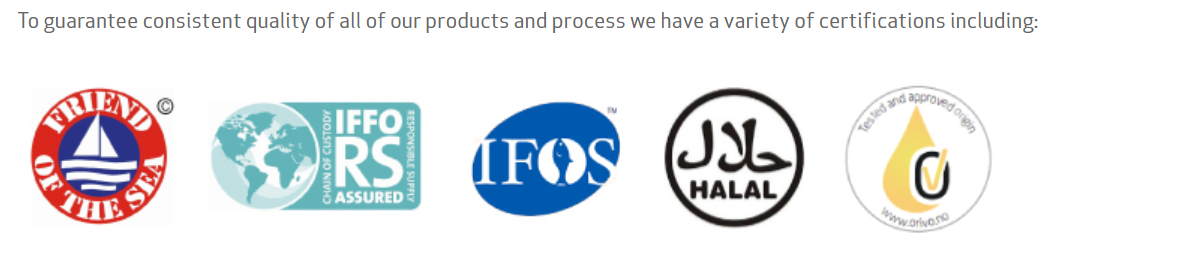 To guarantee consistent quality of all of our products and process we have a variety of certifications including:
FRIEND
OF THE SEA
©
CHAIN OF CUSTODY
IFFO
RS
ASSURED
RESPONSIBLE SUPPLY
IFOS
TM
حلال
HALAL
Tested and approved origin
www.orivo.no